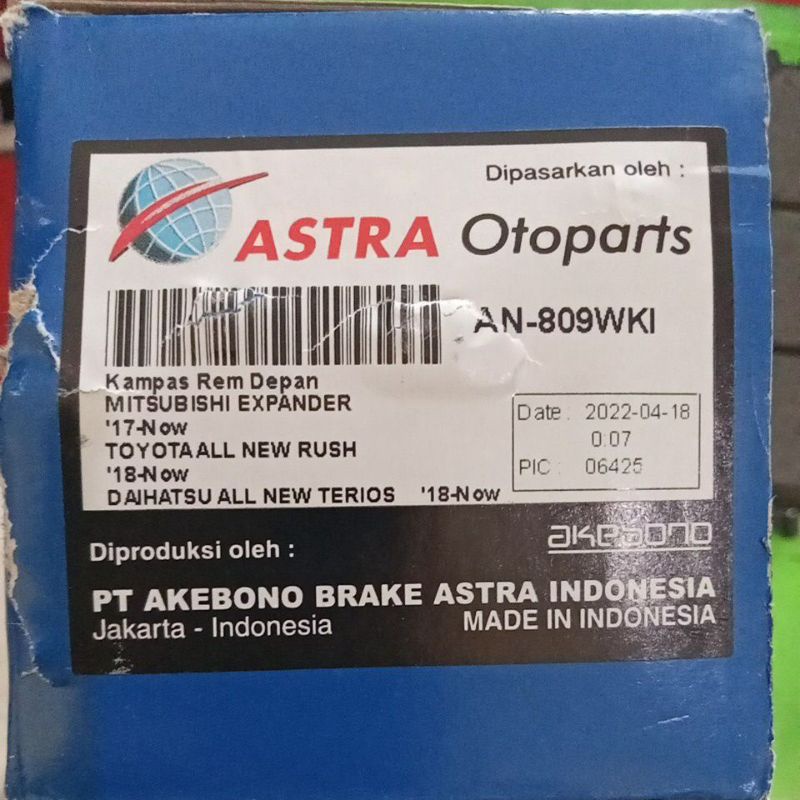 Dipasarkan oleh :
ASTRA Otoparts
AN-809WKI
Kampas Rem Depan
MITSUBISHI EXPANDER
'17-Now
TOYOTA ALL NEW RUSH
'18-Now
DAIHATSU ALL NEW TERIOS '18-Now
Date : 2022-04-18
0:07
PIC : 06425
Diproduksi oleh :
akebono
PT AKEBONO BRAKE ASTRA INDONESIA
Jakarta - Indonesia
MADE IN INDONESIA